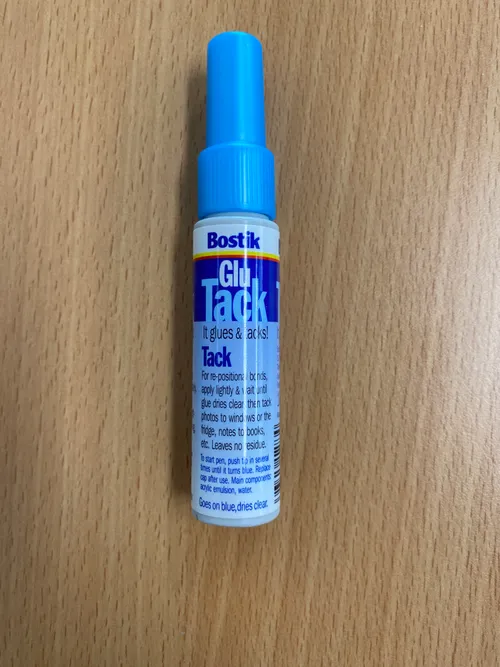 Bostik
Glu
Tack
It glues & tacks!
Tack
For re-positional bonds,
apply lightly & wait until
glue dries clear then tack
photos to windows or the
fridge, notes to books,
etc. Leaves no residue.
To start pen, push tip in several
times until it turns blue. Replace
cap after use. Main components:
acrylic emulsion, water.
Goes on blue, dries clear.